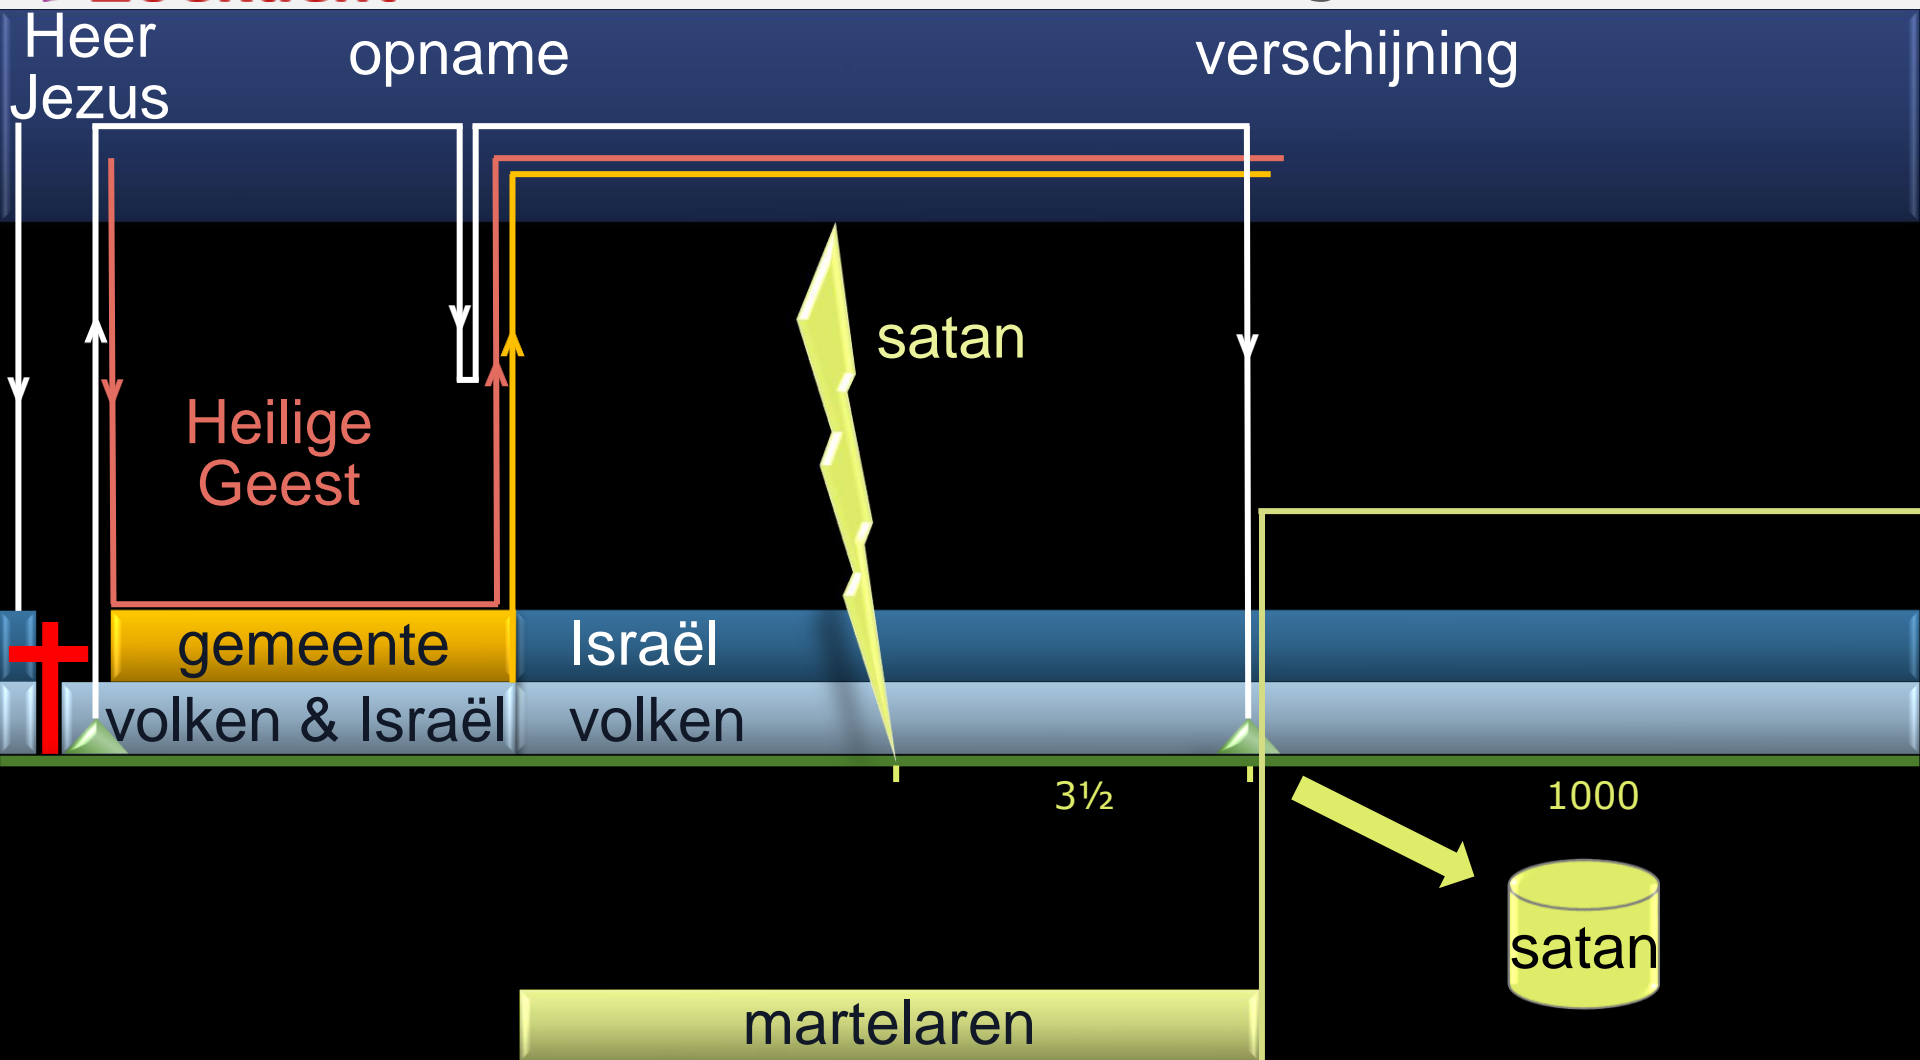 Heer
Jezus
opname
verschijning
satan
Heilige
Geest
gemeente
Israël
volken & Israël
volken
3½
1000
satan
martelaren